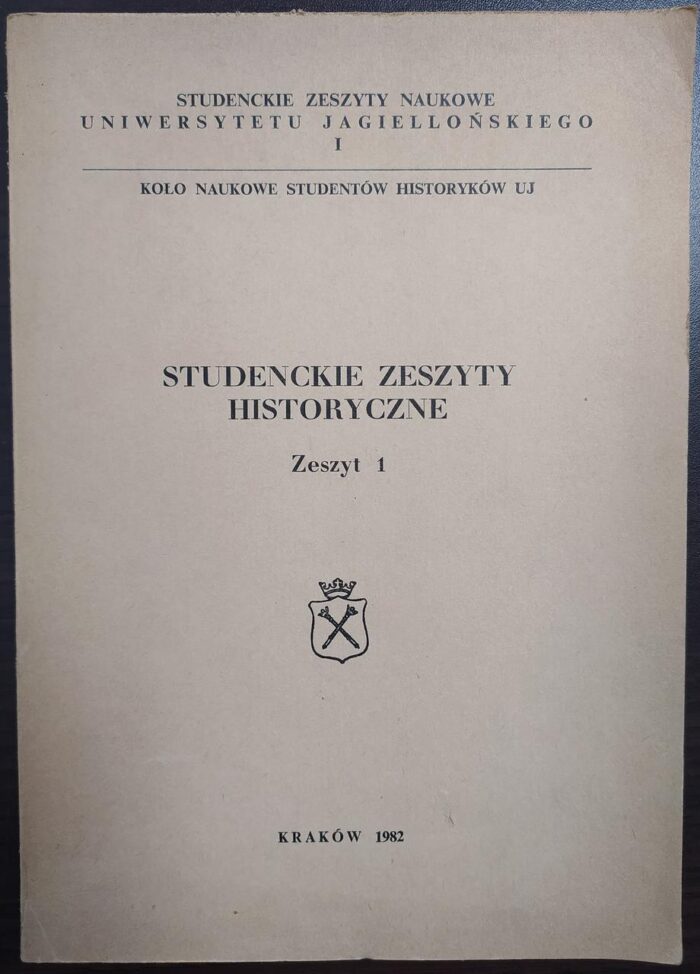 STUDENCKIE ZESZYTY NAUKOWE
UNIWERSYTETU JAGIELLOŃSKIEGO
I
KOŁO NAUKOWE STUDENTÓW HISTORYKÓW UJ
STUDENCKIE ZESZYTY
HISTORYCZNE
Zeszyt 1
KRAKÓW 1982